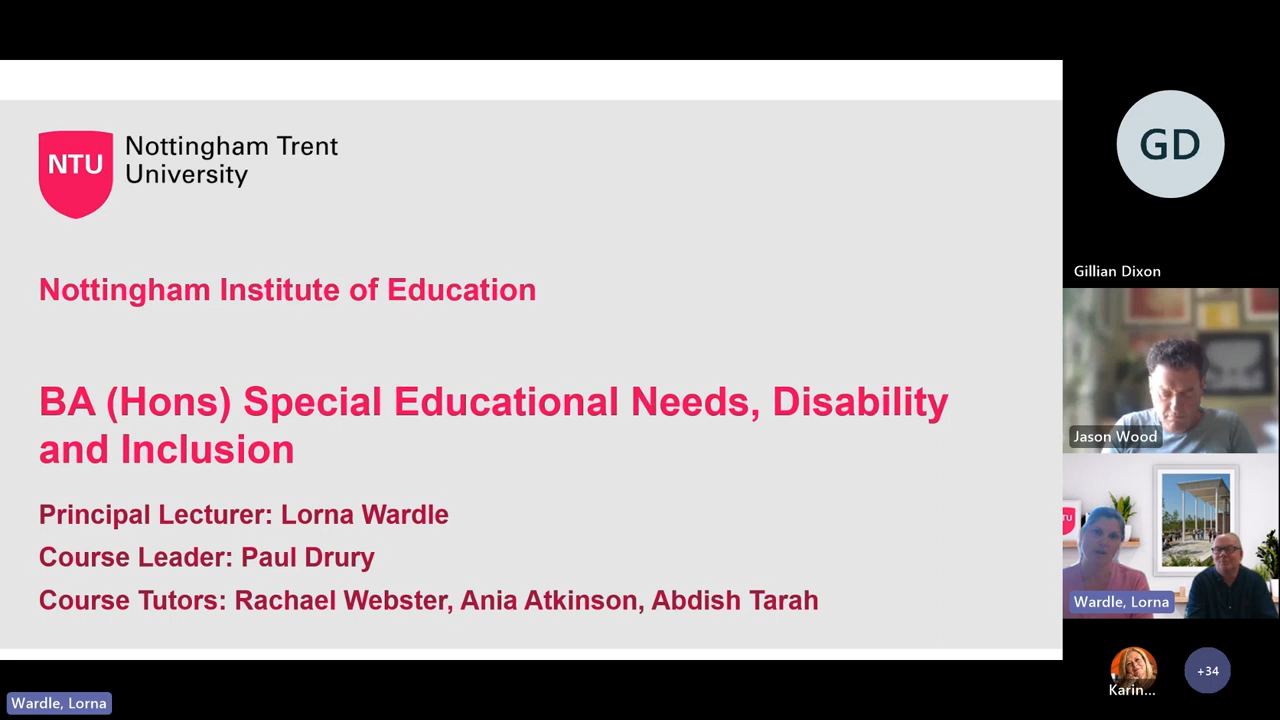 NTU
Nottingham Trent
University
Nottingham Institute of Education
BA (Hons) Special Educational Needs, Disability
and Inclusion
Principal Lecturer: Lorna Wardle
Course Leader: Paul Drury
Course Tutors: Rachael Webster, Ania Atkinson, Abdish Tarah
GD
Gillian Dixon
Jason Wood
TU
Wardle, Lorna
Karin...
+34
Wardle, Lorna